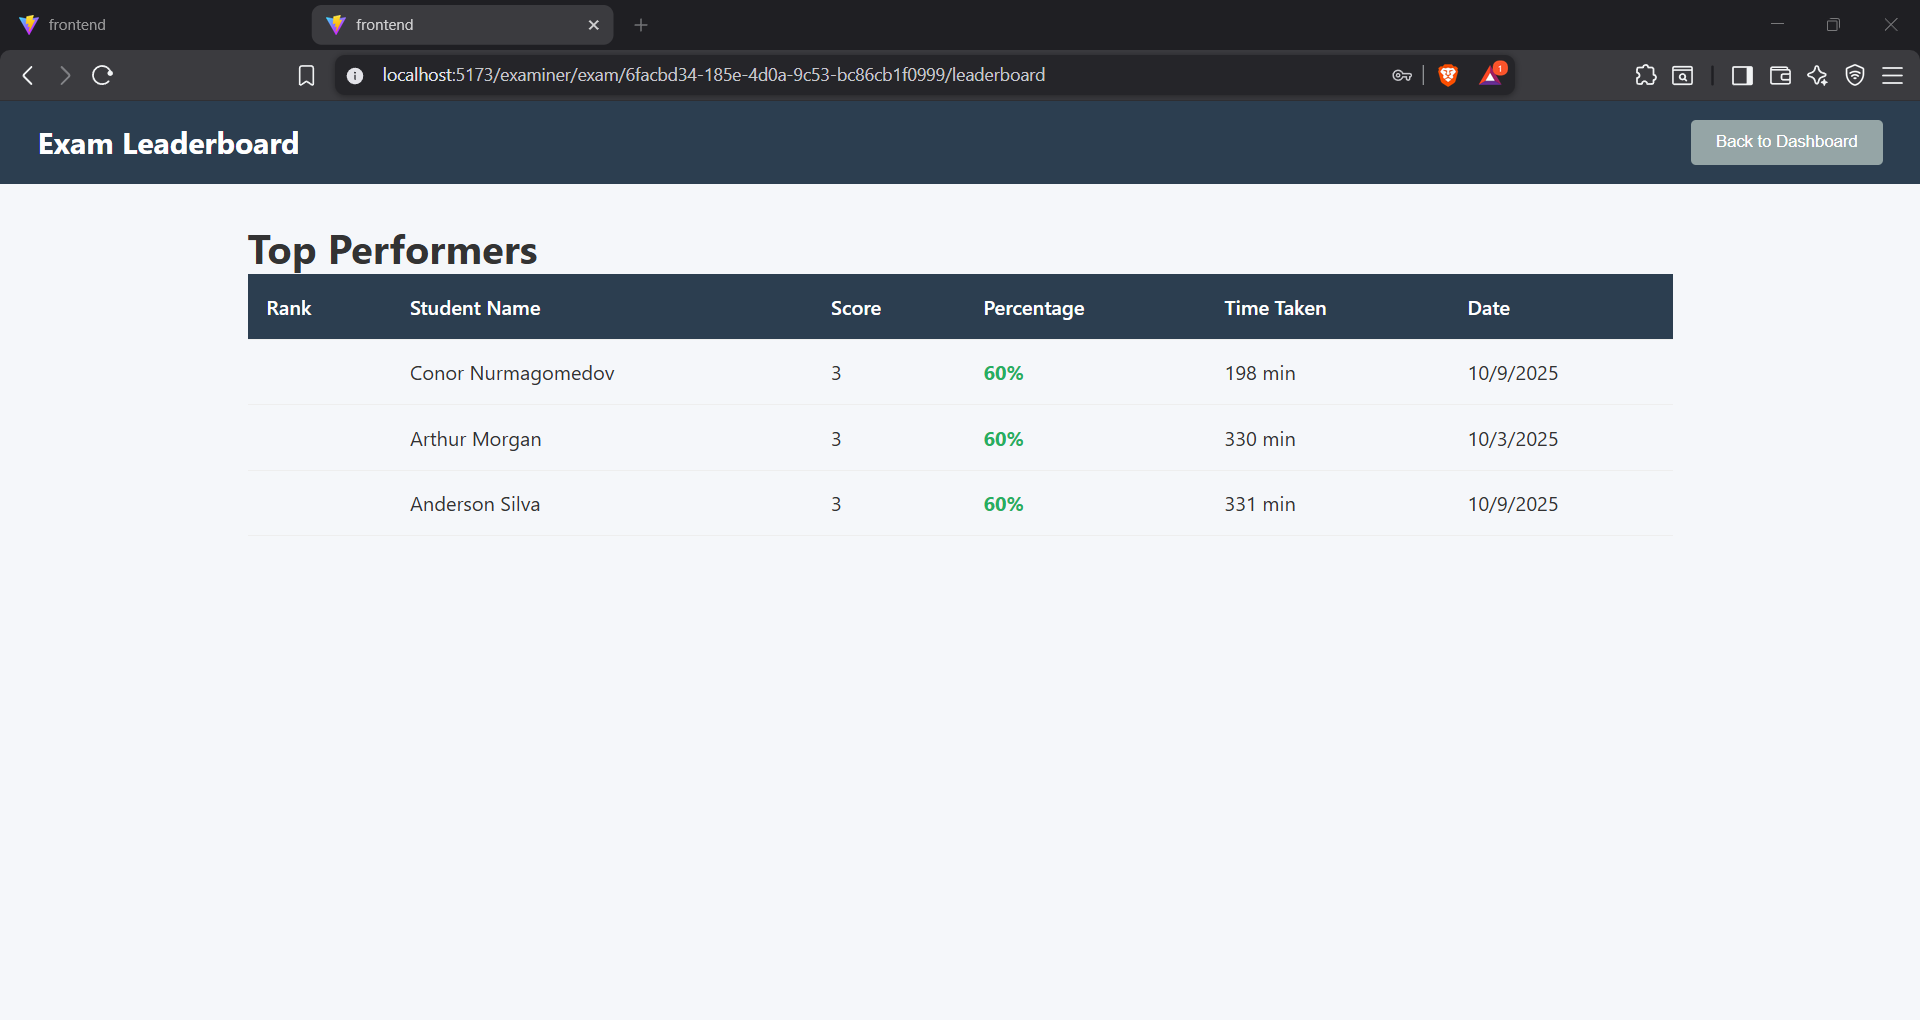 frontend
frontend
localhost:5173/examiner/exam/6facbd34-185e-4d0a-9c53-bc86cb1f0999/leaderboard
1
Exam Leaderboard
Back to Dashboard
Top Performers
Rank Student Name Score Percentage Time Taken Date
Conor Nurmagomedov 3 60% 198 min 10/9/2025
Arthur Morgan 3 60% 330 min 10/3/2025
Anderson Silva 3 60% 331 min 10/9/2025